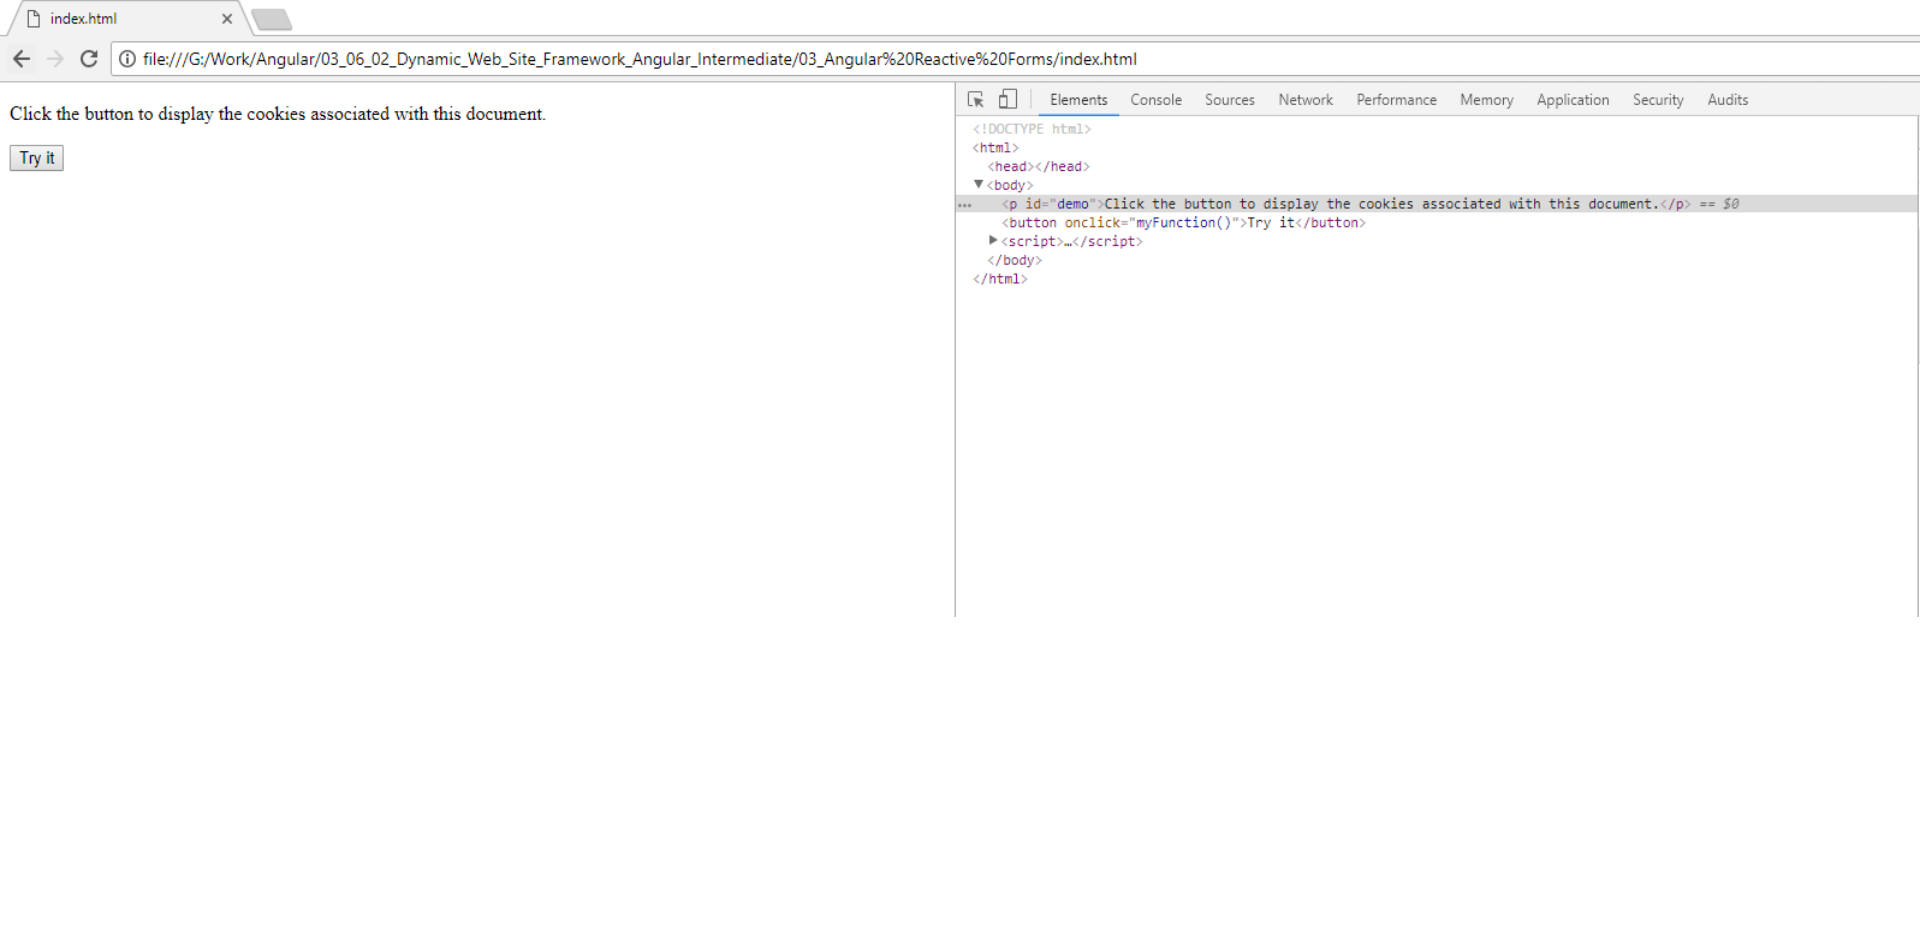 index.html
file:///G:/Work/Angular/03_06_02_Dynamic_Web_Site_Framework_Angular_Intermediate/03_Angular%20Reactive%20Forms/index.html
Click the button to display the cookies associated with this document.
Try it
Elements Console Sources Network Performance Memory Application Security Audits
<!DOCTYPE html>
<html>
<head></head>
▼<body>
... <p id="demo">Click the button to display the cookies associated with this document.</p> == $0
<button onclick="myFunction()">Try it</button>
▶<script>…</script>
</body>
</html>